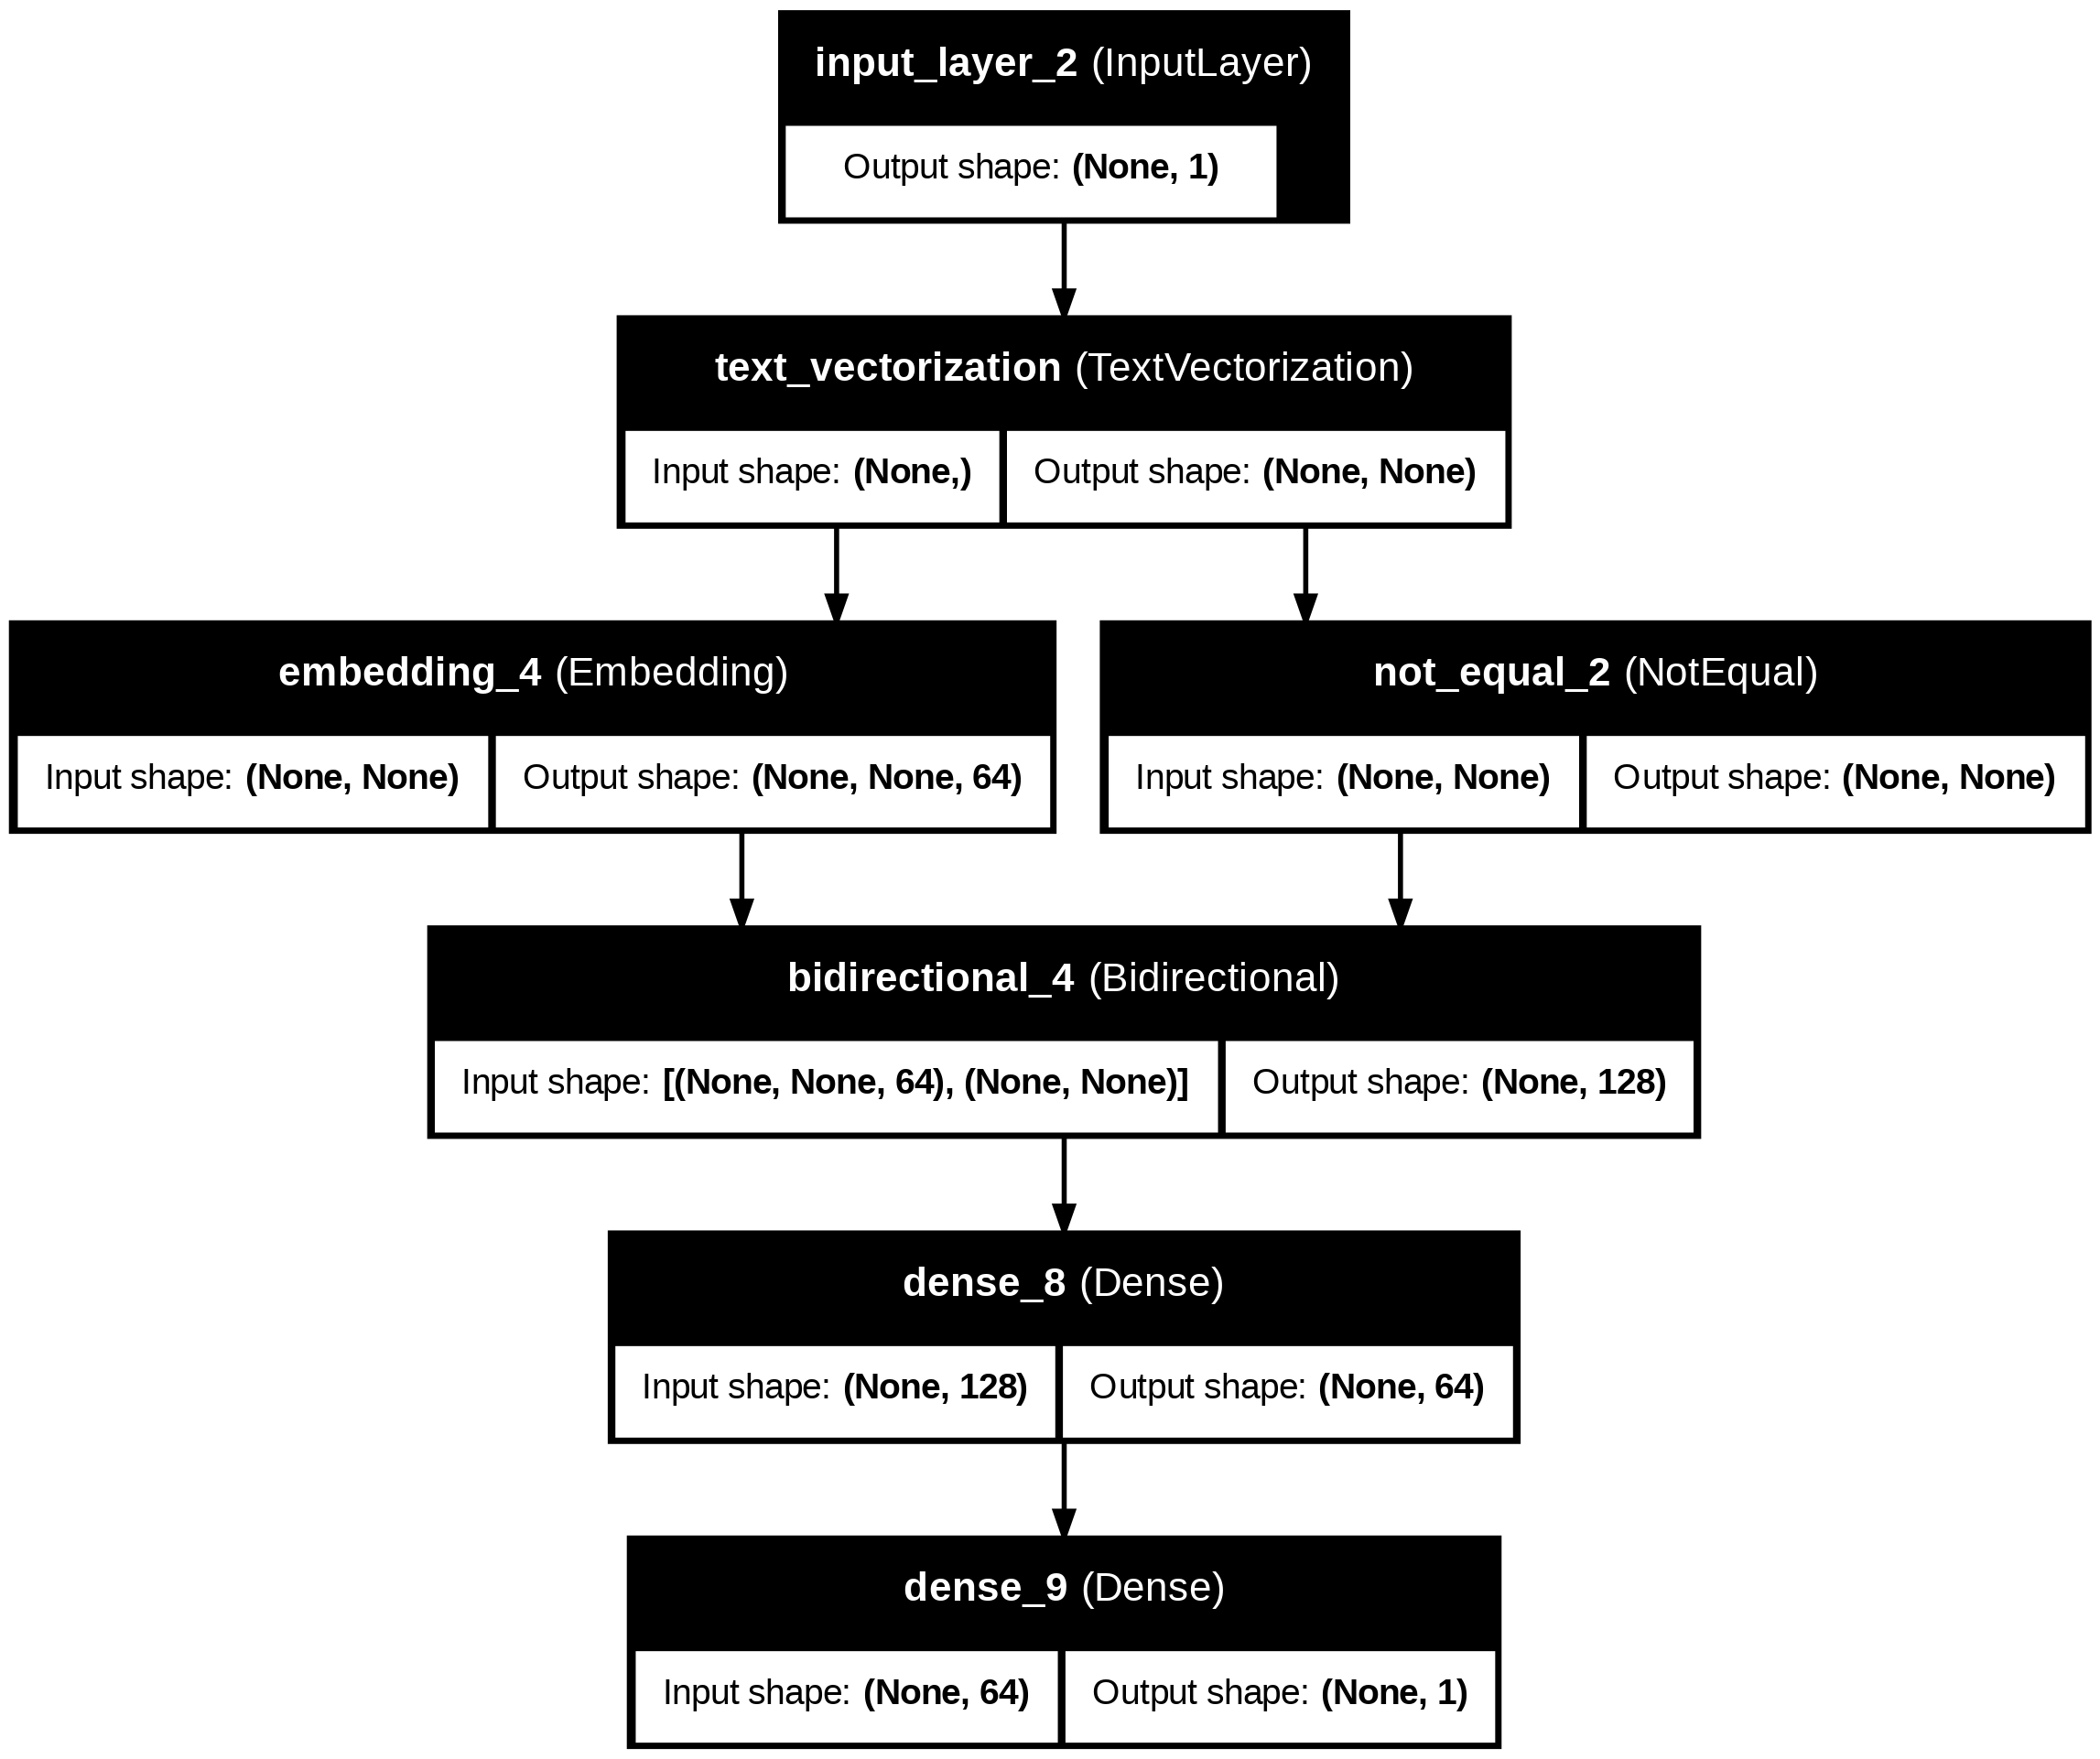 input_layer_2 (InputLayer)
Output shape: (None, 1)
text_vectorization (TextVectorization)
Input shape: (None,) Output shape: (None, None)
embedding_4 (Embedding)
Input shape: (None, None) Output shape: (None, None, 64)
not_equal_2 (NotEqual)
Input shape: (None, None) Output shape: (None, None)
bidirectional_4 (Bidirectional)
Input shape: [(None, None, 64), (None, None)] Output shape: (None, 128)
dense_8 (Dense)
Input shape: (None, 128) Output shape: (None, 64)
dense_9 (Dense)
Input shape: (None, 64) Output shape: (None, 1)